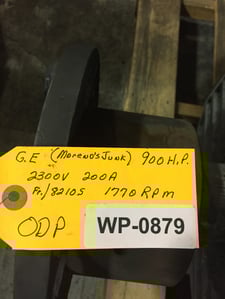 G.E. (Moreno's Junk) 900 H.P.
2300V 200A
Fr/8210S 1770 RPm
ODP
WP-0879